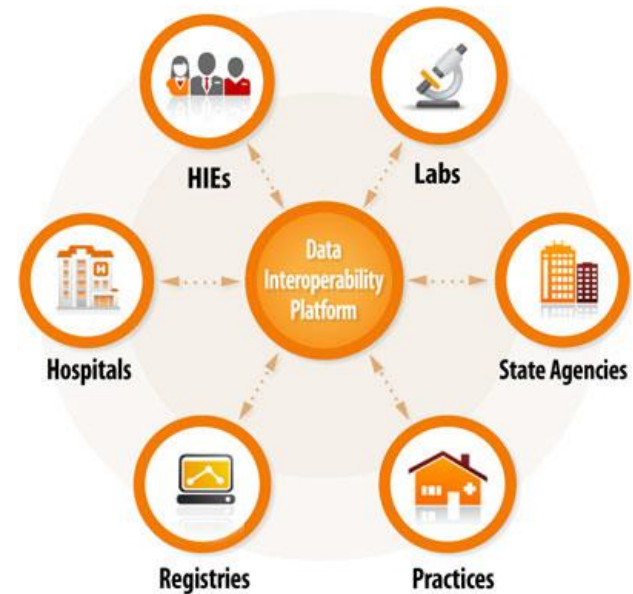 HIEs
Labs
Data
Interoperability
Platform
Hospitals
State Agencies
Registries
Practices
H